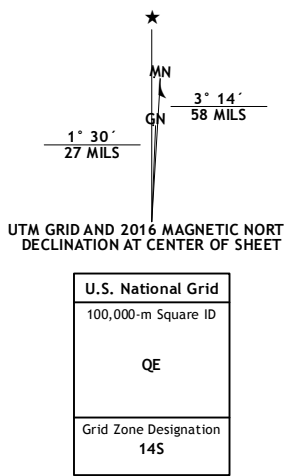 ★
MN
3° 14´
58 MILS
GN
1° 30´
27 MILS
UTM GRID AND 2016 MAGNETIC NORT
DECLINATION AT CENTER OF SHEET
U.S. National Grid
100,000-m Square ID
QE
Grid Zone Designation
14S